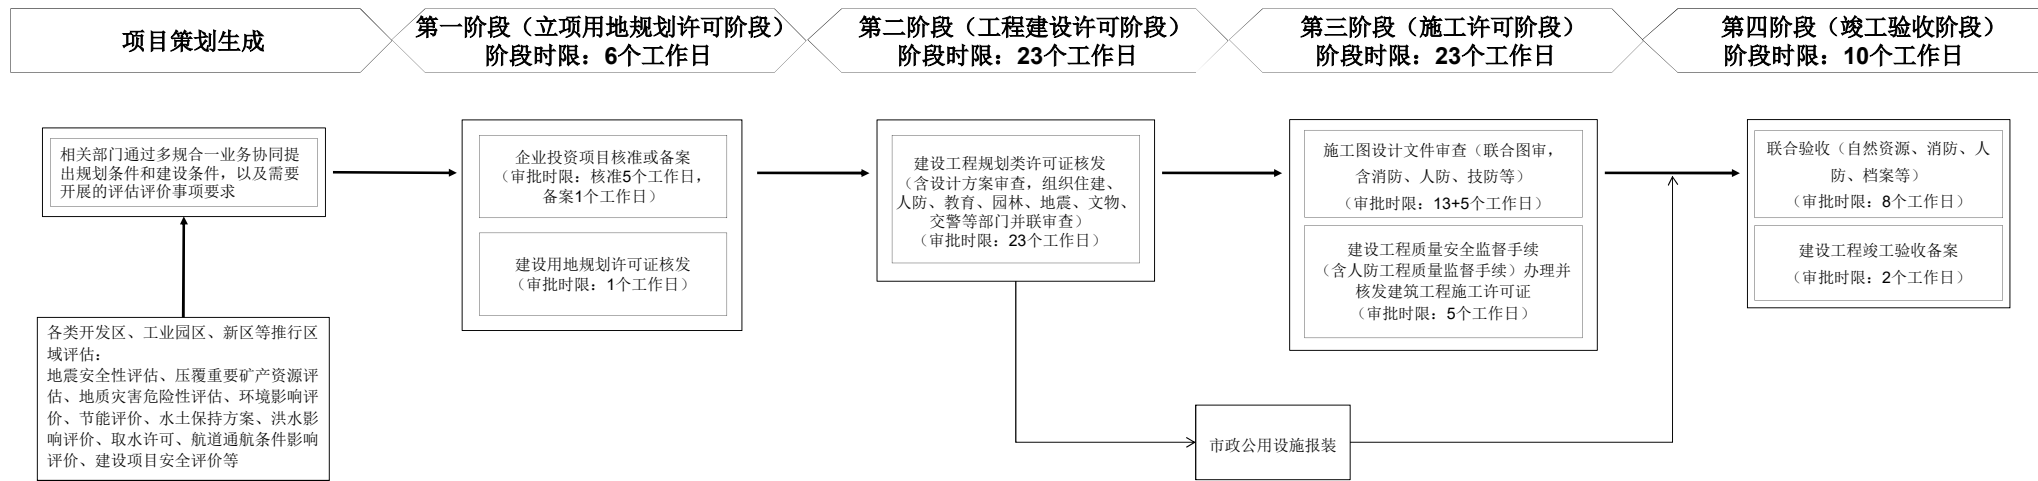 项目策划生成
第一阶段（立项用地规划许可阶段）
阶段时限：6个工作日
第二阶段（工程建设许可阶段）
阶段时限：23个工作日
第三阶段（施工许可阶段）
阶段时限：23个工作日
第四阶段（竣工验收阶段）
阶段时限：10个工作日
相关部门通过多规合一业务协同提
出规划条件和建设条件，以及需要
开展的评估评价事项要求
各类开发区、工业园区、新区等推行区
域评估：
地震安全性评估、压覆重要矿产资源评
估、地质灾害危险性评估、环境影响评
价、节能评价、水土保持方案、洪水影
响评价、取水许可、航道通航条件影响
评价、建设项目安全评价等
企业投资项目核准或备案
（审批时限：核准5个工作日，
备案1个工作日）
建设用地规划许可证核发
（审批时限：1个工作日）
建设工程规划类许可证核发
（含设计方案审查，组织住建、
人防、教育、园林、地震、文物、
交警等部门并联审查）
（审批时限：23个工作日）
施工图设计文件审查（联合图审，
含消防、人防、技防等）
（审批时限：13+5个工作日）
建设工程质量安全监督手续
（含人防工程质量监督手续）办理并
核发建筑工程施工许可证
（审批时限：5个工作日）
市政公用设施报装
联合验收（自然资源、消防、人
防、档案等）
（审批时限：8个工作日）
建设工程竣工验收备案
（审批时限：2个工作日）